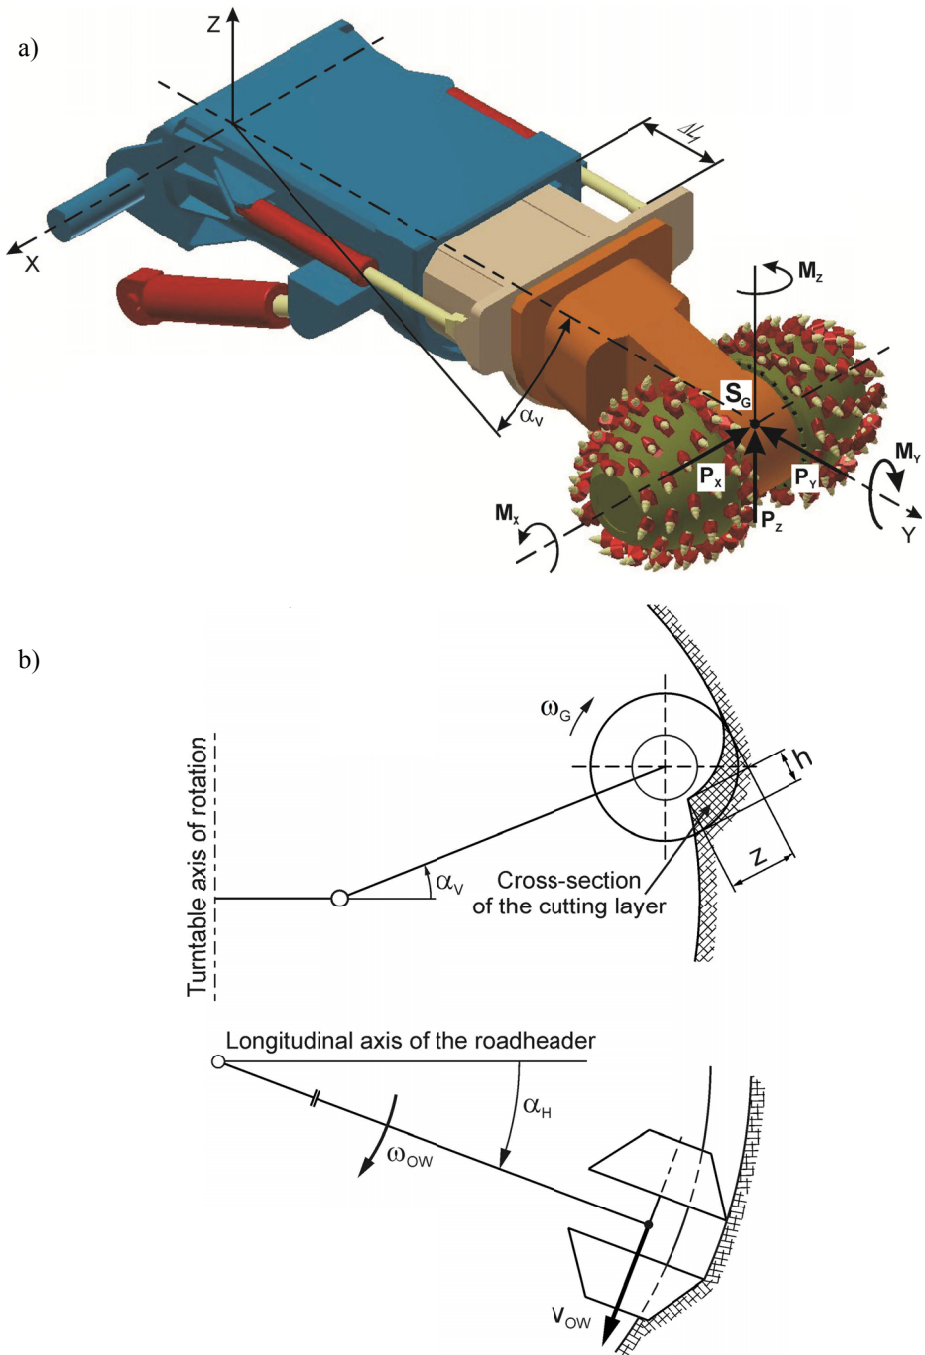 a)
Z
X
Δl₁
M_Z
S_G
α_V
P_X
P_Y
M_Y
M_X
P_Z
Y
b)
ω_G
h
z
α_V
Turntable axis of rotation
Cross-section
of the cutting layer
Longitudinal axis of the roadheader
α_H
ω_OW
v_OW